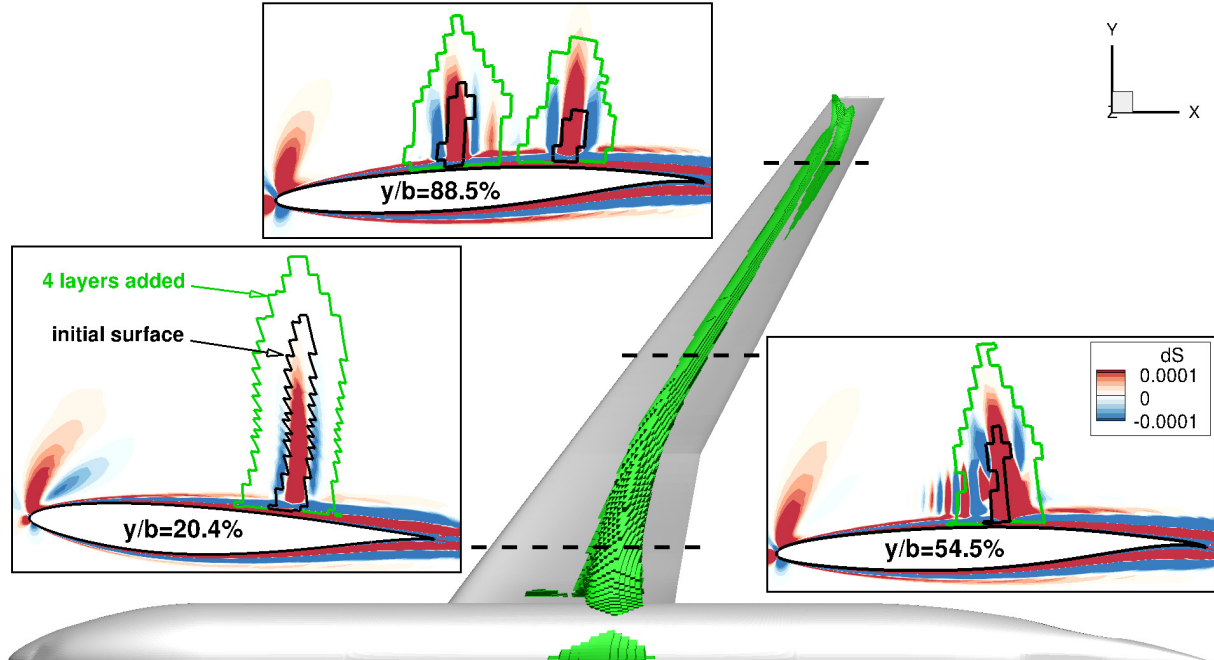 y/b=88.5%
Y
Z
X
4 layers added
initial surface
y/b=20.4%
dS
0.0001
0
-0.0001
y/b=54.5%